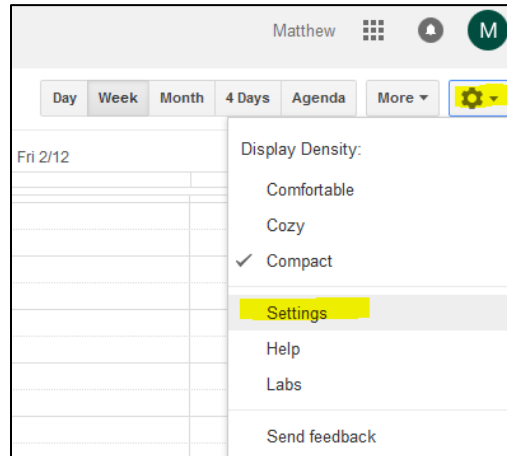 Matthew M
Day Week Month 4 Days Agenda More
Fri 2/12
Display Density:
Comfortable
Cozy
Compact
Settings
Help
Labs
Send feedback